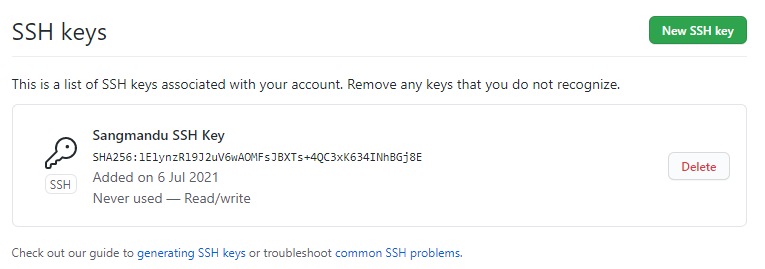 SSH keys
New SSH key
This is a list of SSH keys associated with your account. Remove any keys that you do not recognize.
Sangmandu SSH Key
SHA256:lElynzR19J2uV6wAOMFsJBXTs+4QC3xK634INhBGj8E
Added on 6 Jul 2021
Never used — Read/write
SSH
Delete
Check out our guide to generating SSH keys or troubleshoot common SSH problems.